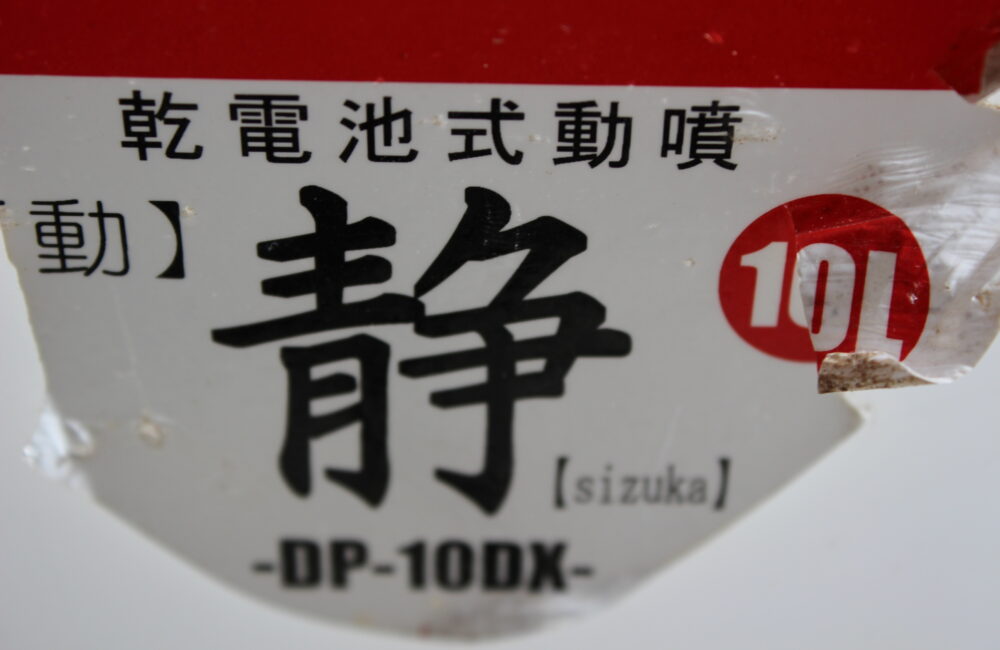 乾電池式動噴
動】
静
10L
【sizuka】
-DP-10DX-